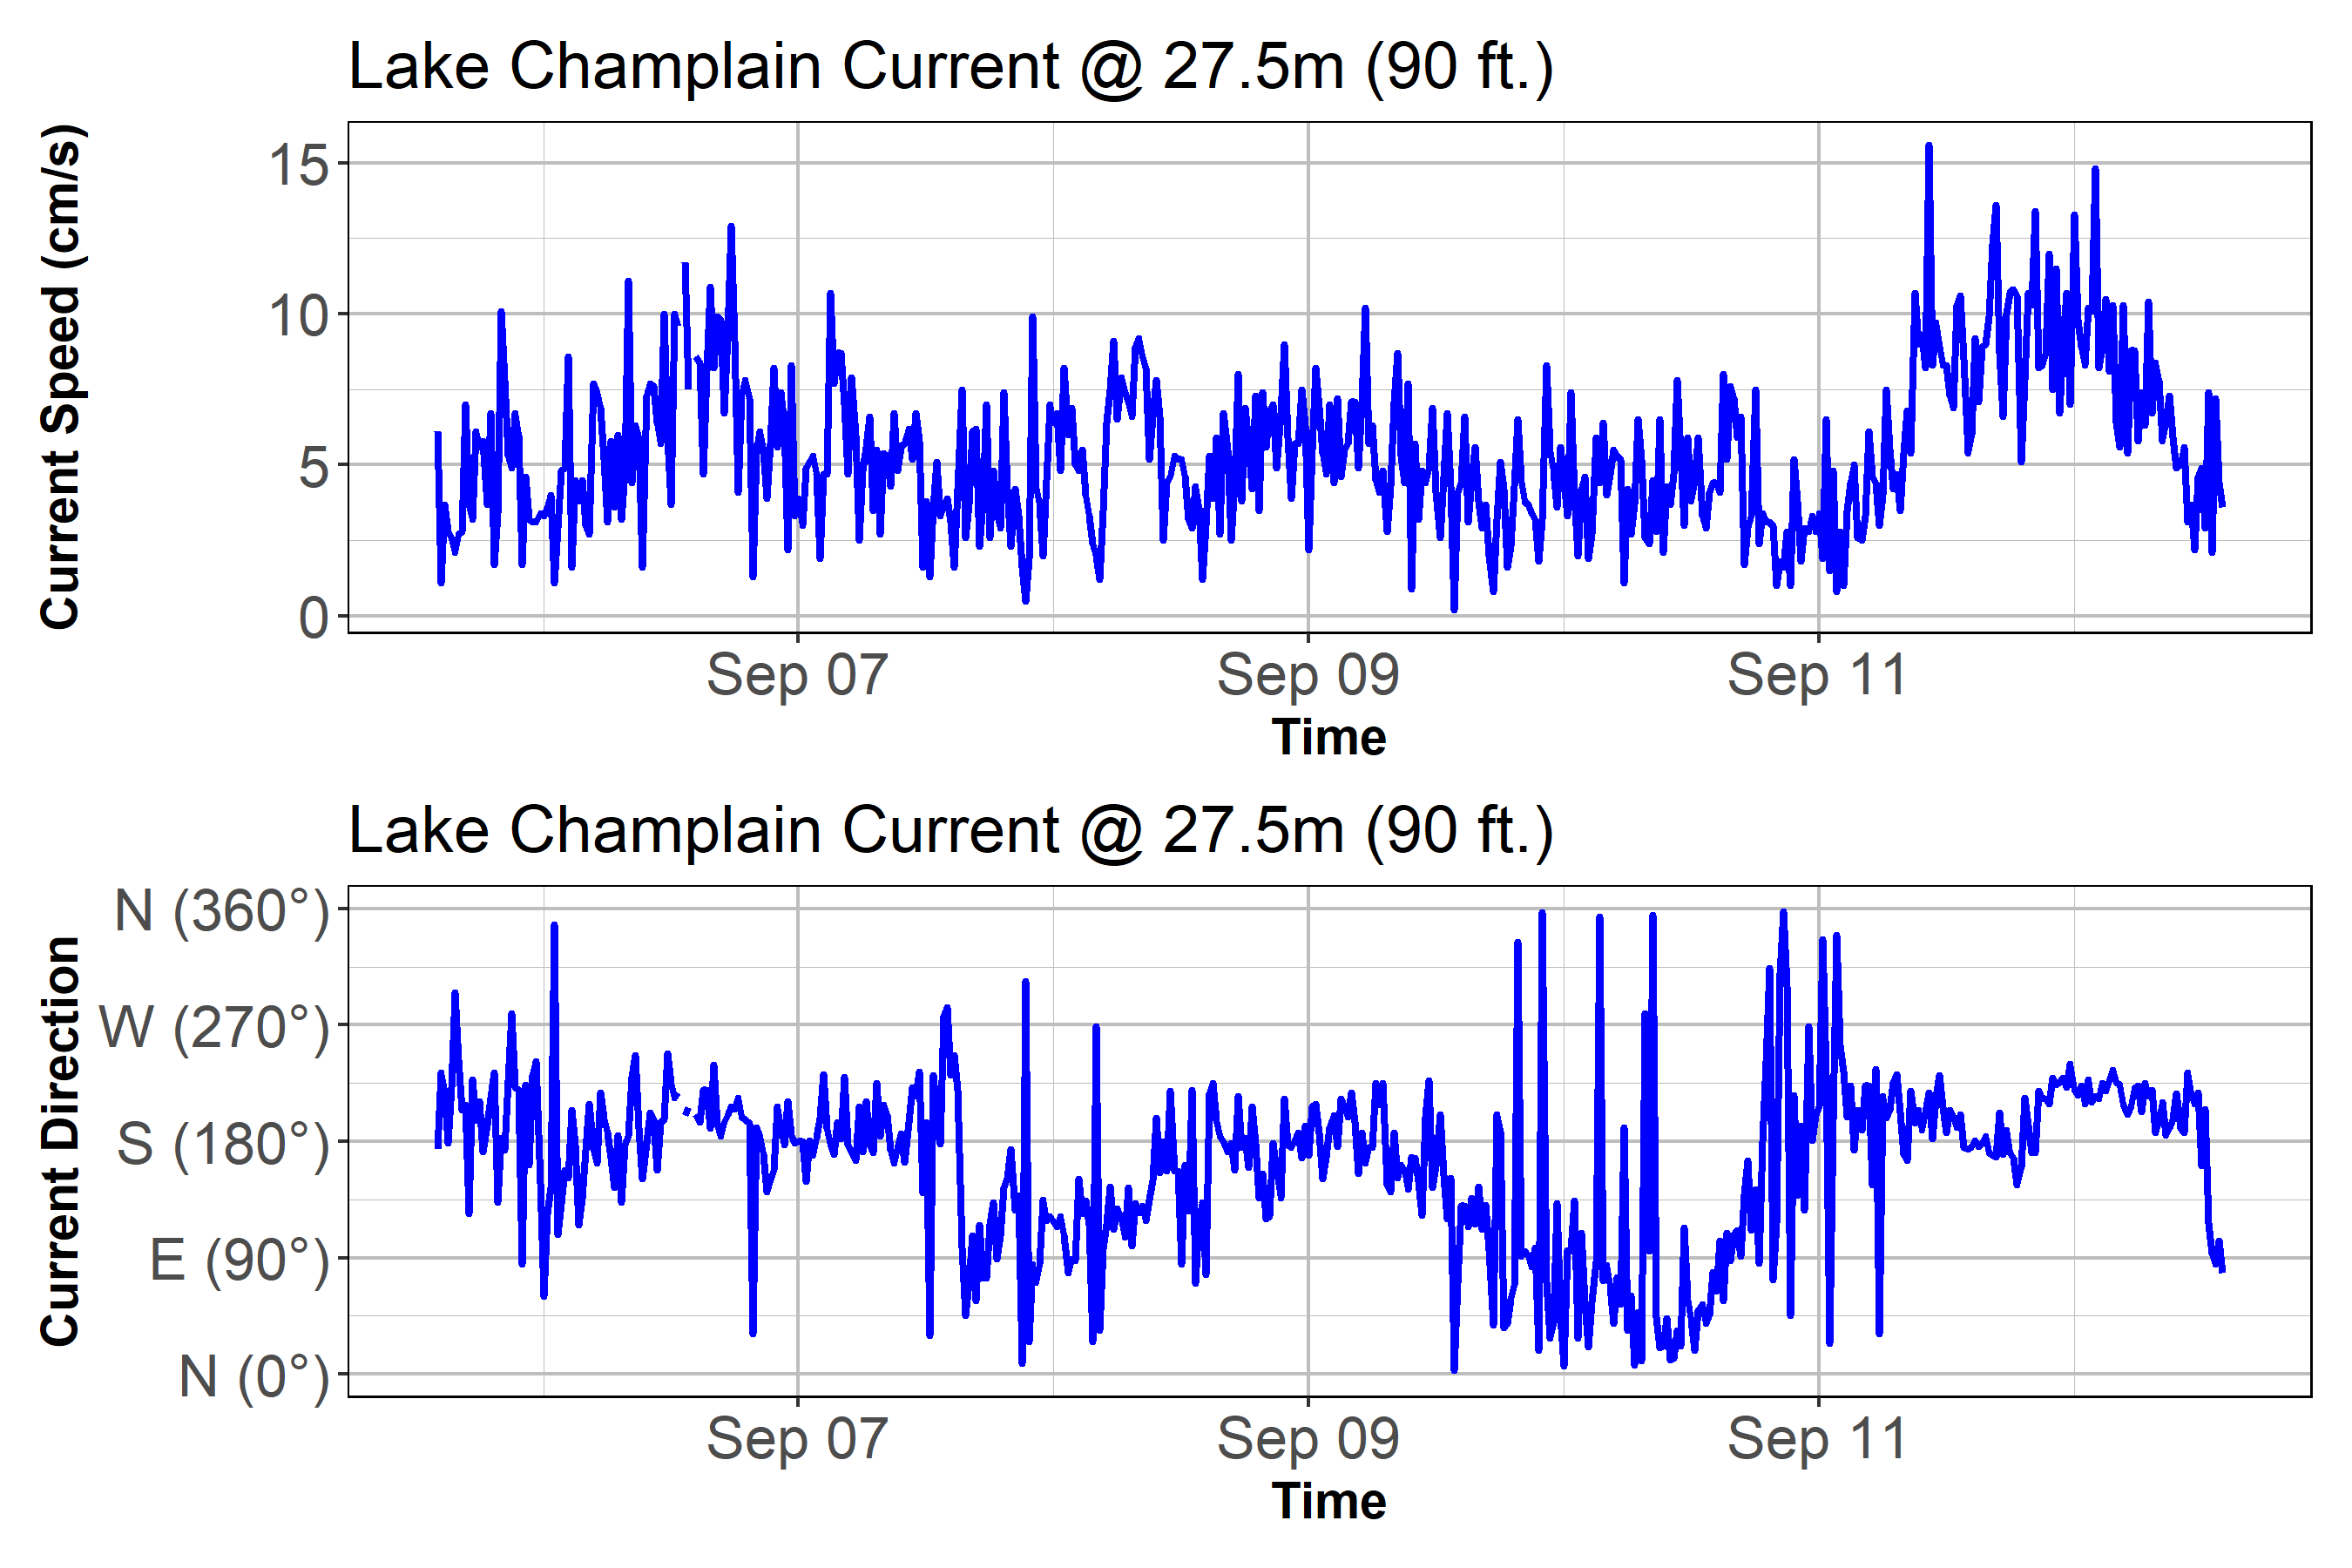 Lake Champlain Current @ 27.5m (90 ft.)
Current Speed (cm/s)
15
10
5
0
Sep 07 Sep 09 Sep 11
Time
Lake Champlain Current @ 27.5m (90 ft.)
Current Direction
N (360°)
W (270°)
S (180°)
E (90°)
N (0°)
Sep 07 Sep 09 Sep 11
Time